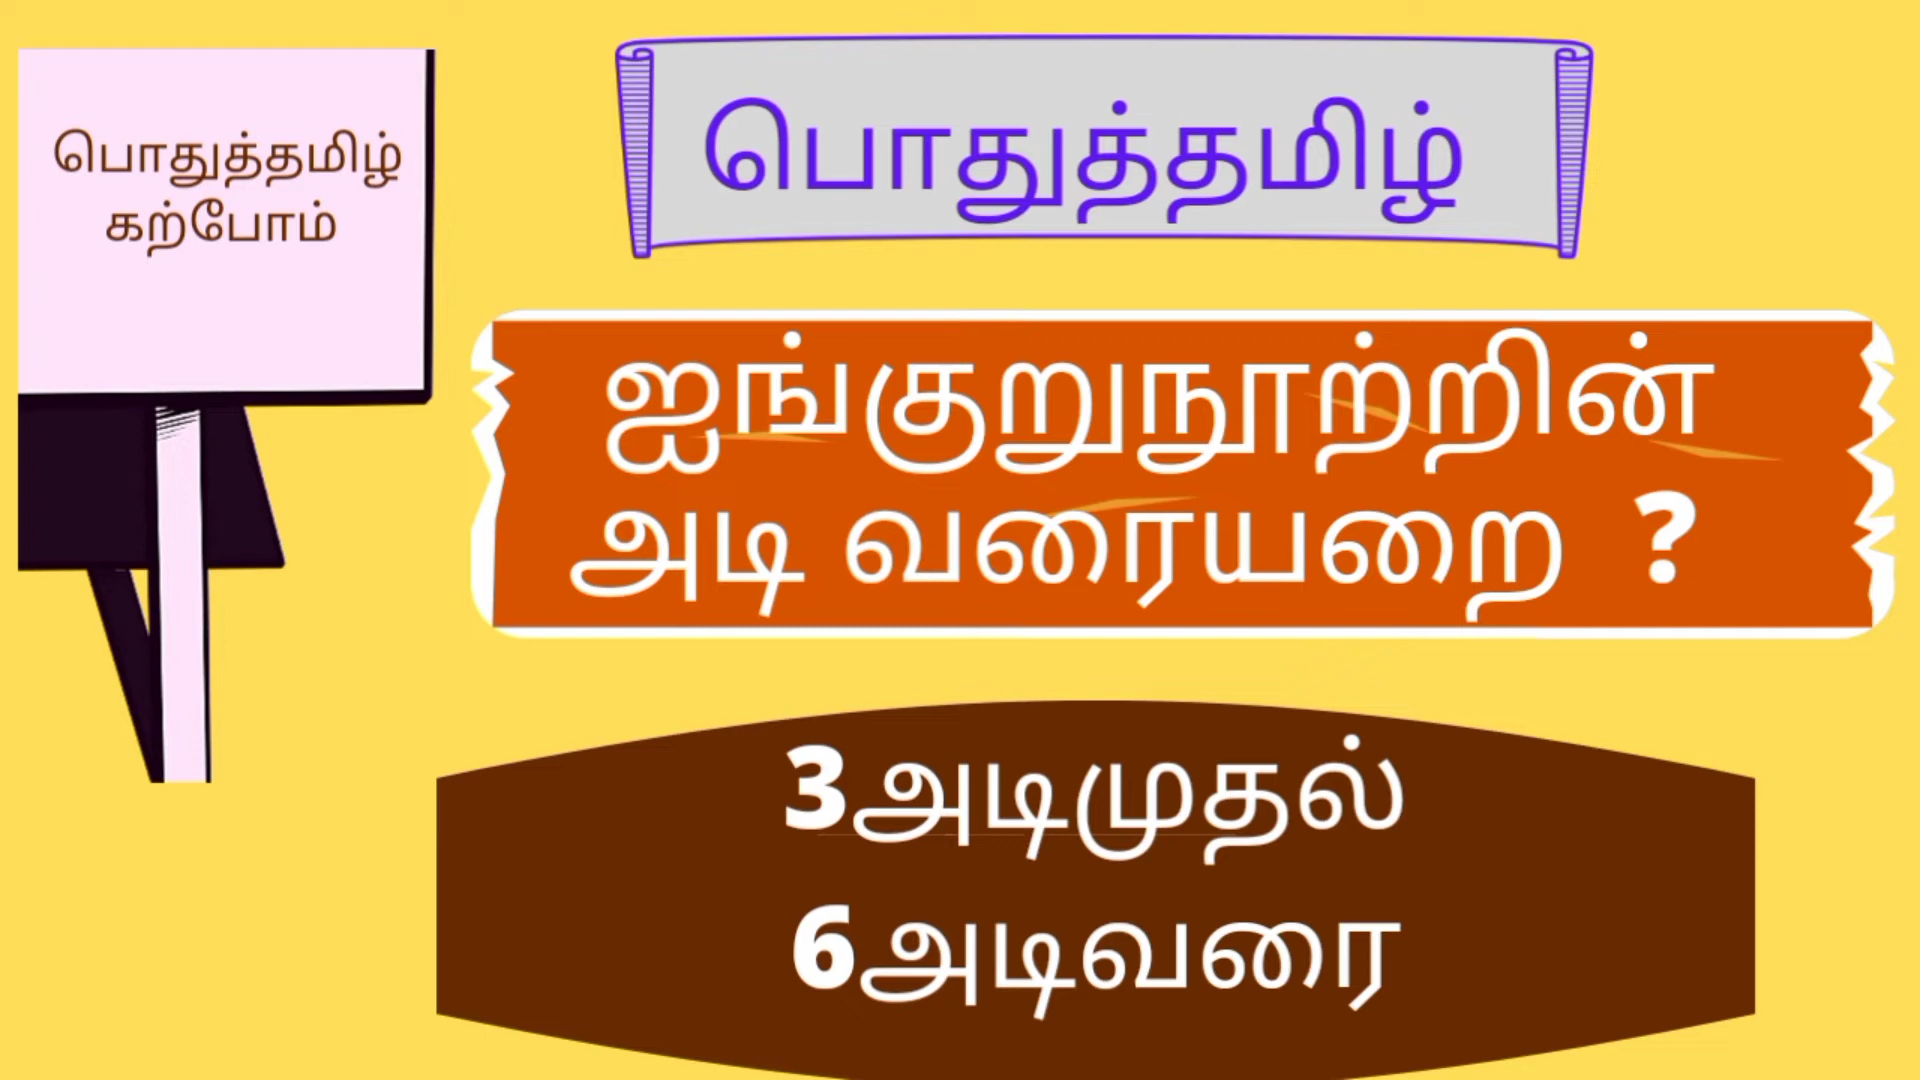 பொதுத்தமிழ்
கற்போம்
பொதுத்தமிழ்
ஐங்குறுநூற்றின்
அடி வரையறை ?
3அடிமுதல்
6அடிவரை